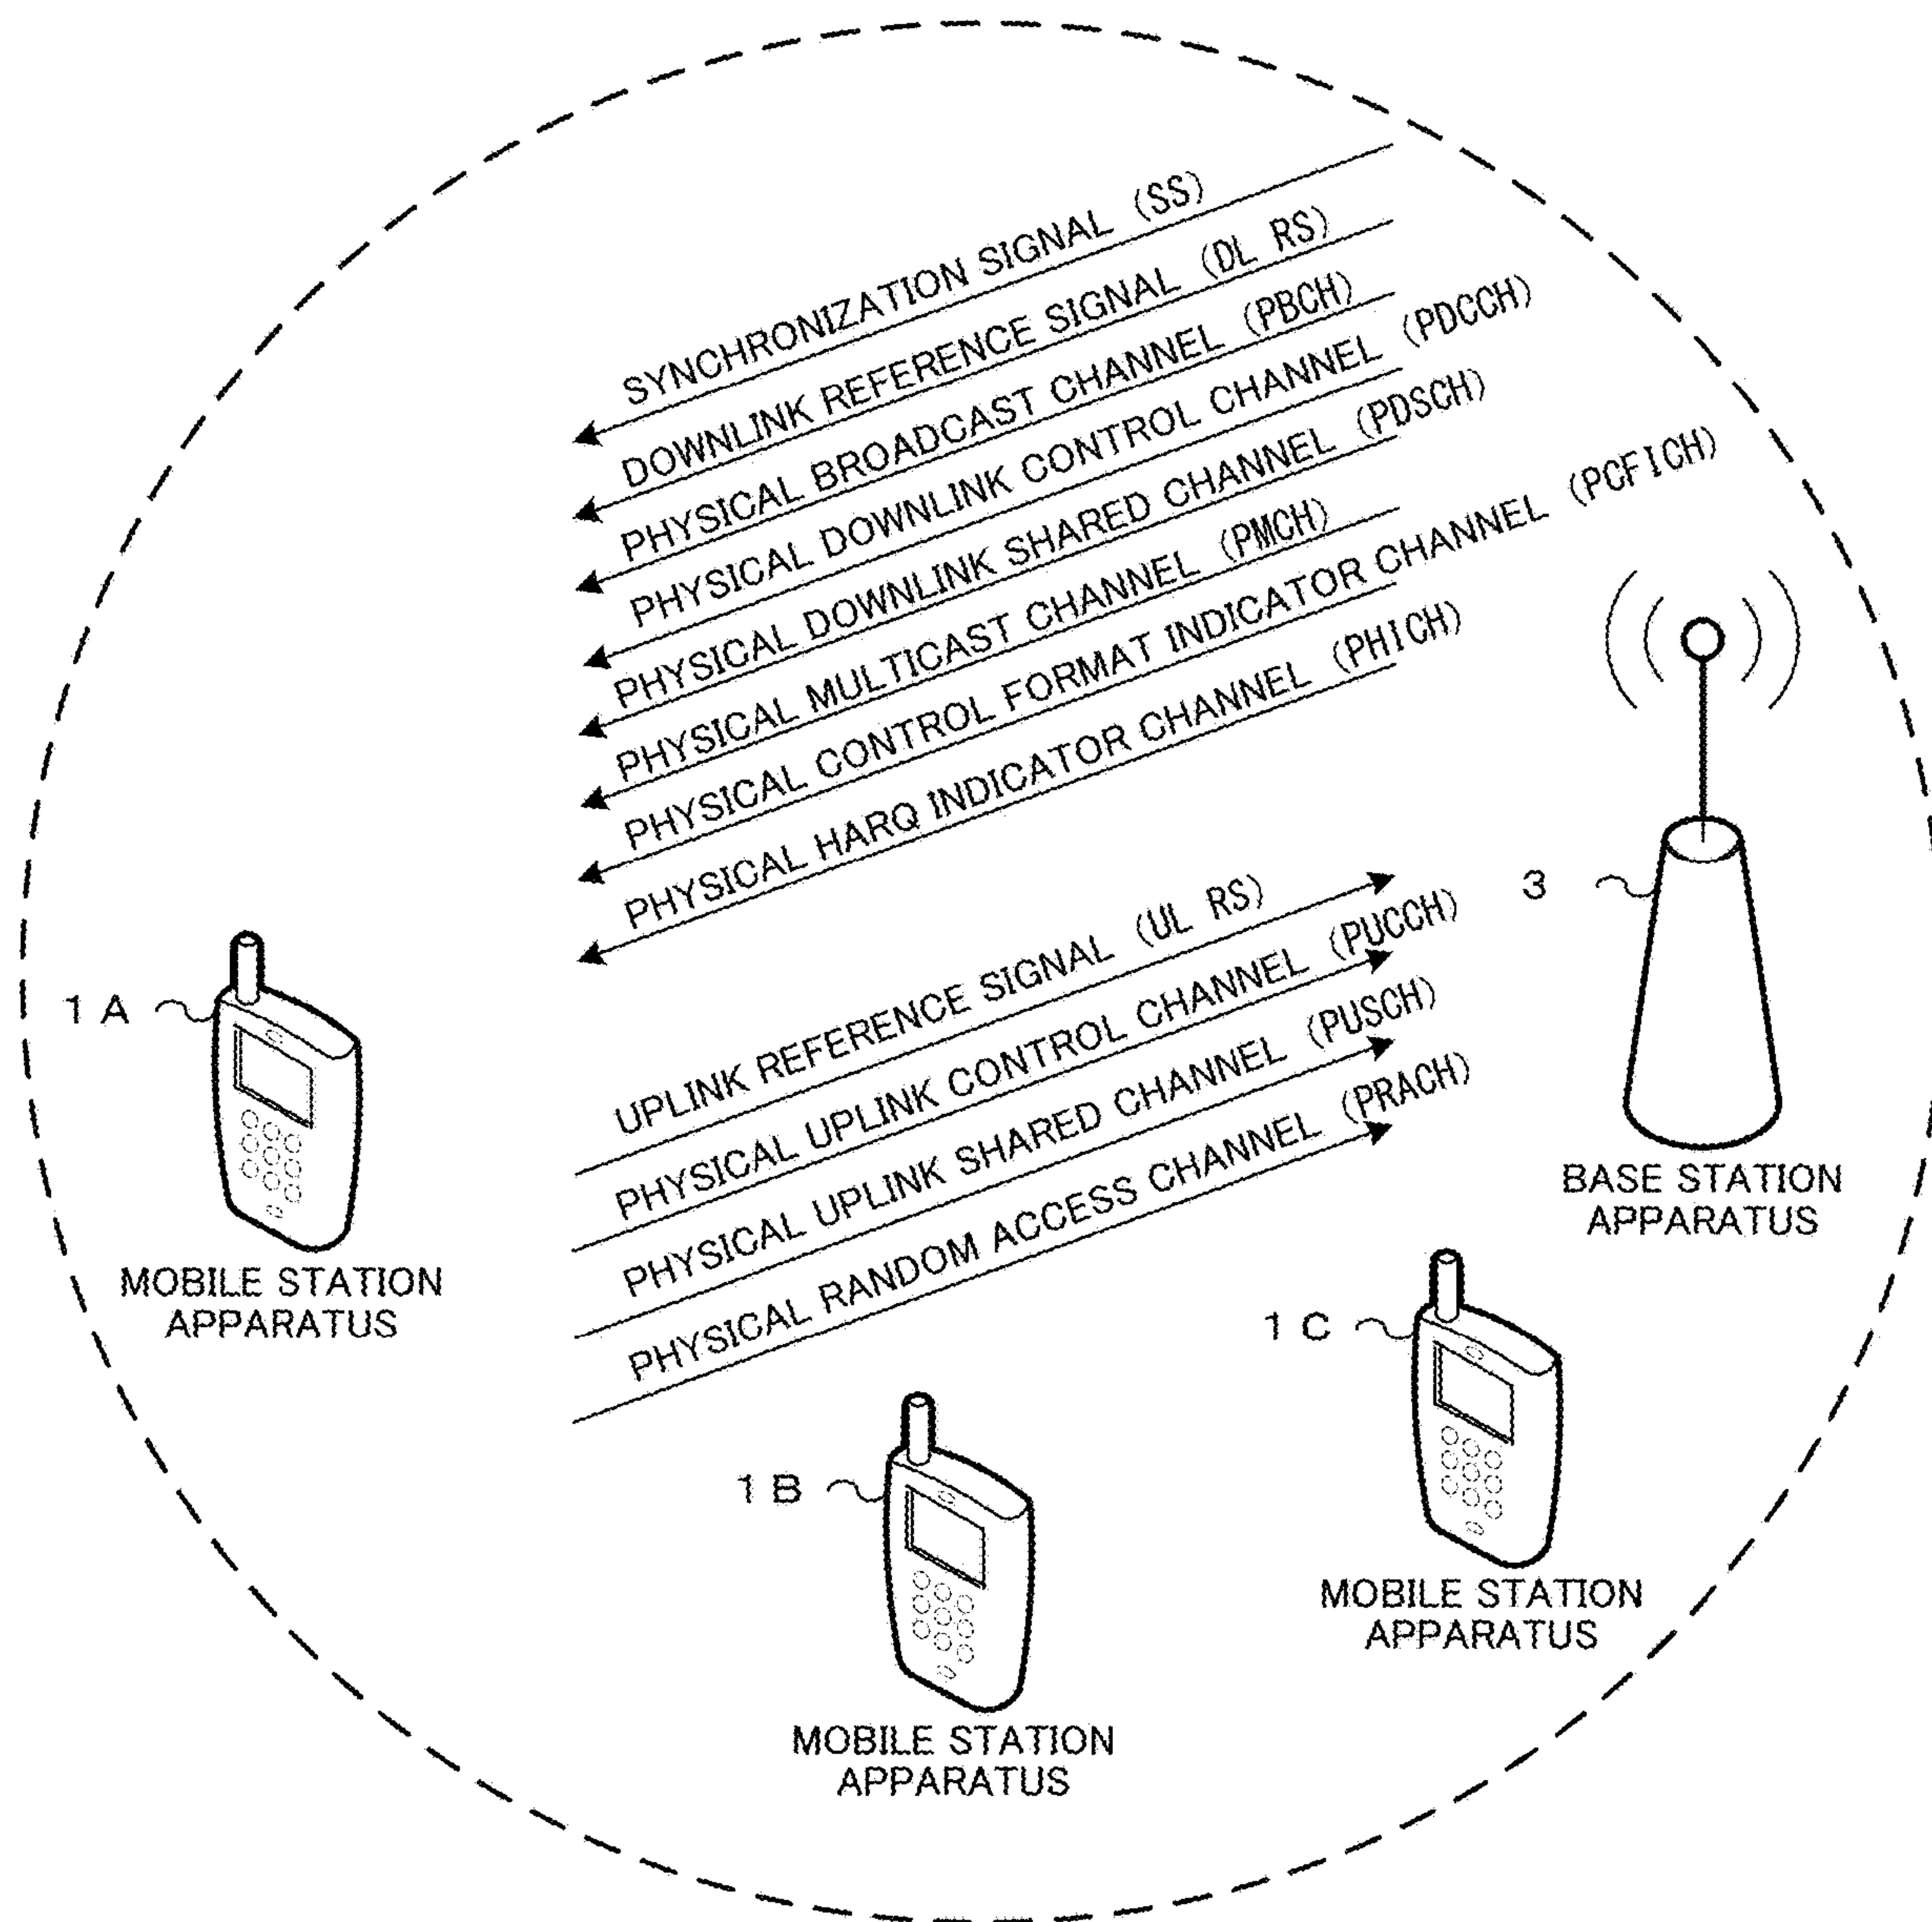 SYNCHRONIZATION SIGNAL (SS)
DOWNLINK REFERENCE SIGNAL (DL RS)
PHYSICAL BROADCAST CHANNEL (PBCH)
PHYSICAL DOWNLINK CONTROL CHANNEL (PDCCH)
PHYSICAL DOWNLINK SHARED CHANNEL (PDSCH)
PHYSICAL MULTICAST CHANNEL (PMCH)
PHYSICAL CONTROL FORMAT INDICATOR CHANNEL (PCFICH)
PHYSICAL HARQ INDICATOR CHANNEL (PHICH)
3
BASE STATION
APPARATUS
1A
MOBILE STATION
APPARATUS
UPLINK REFERENCE SIGNAL (UL RS)
PHYSICAL UPLINK CONTROL CHANNEL (PUCCH)
PHYSICAL UPLINK SHARED CHANNEL (PUSCH)
PHYSICAL RANDOM ACCESS CHANNEL (PRACH)
1C
MOBILE STATION
APPARATUS
1B
MOBILE STATION
APPARATUS